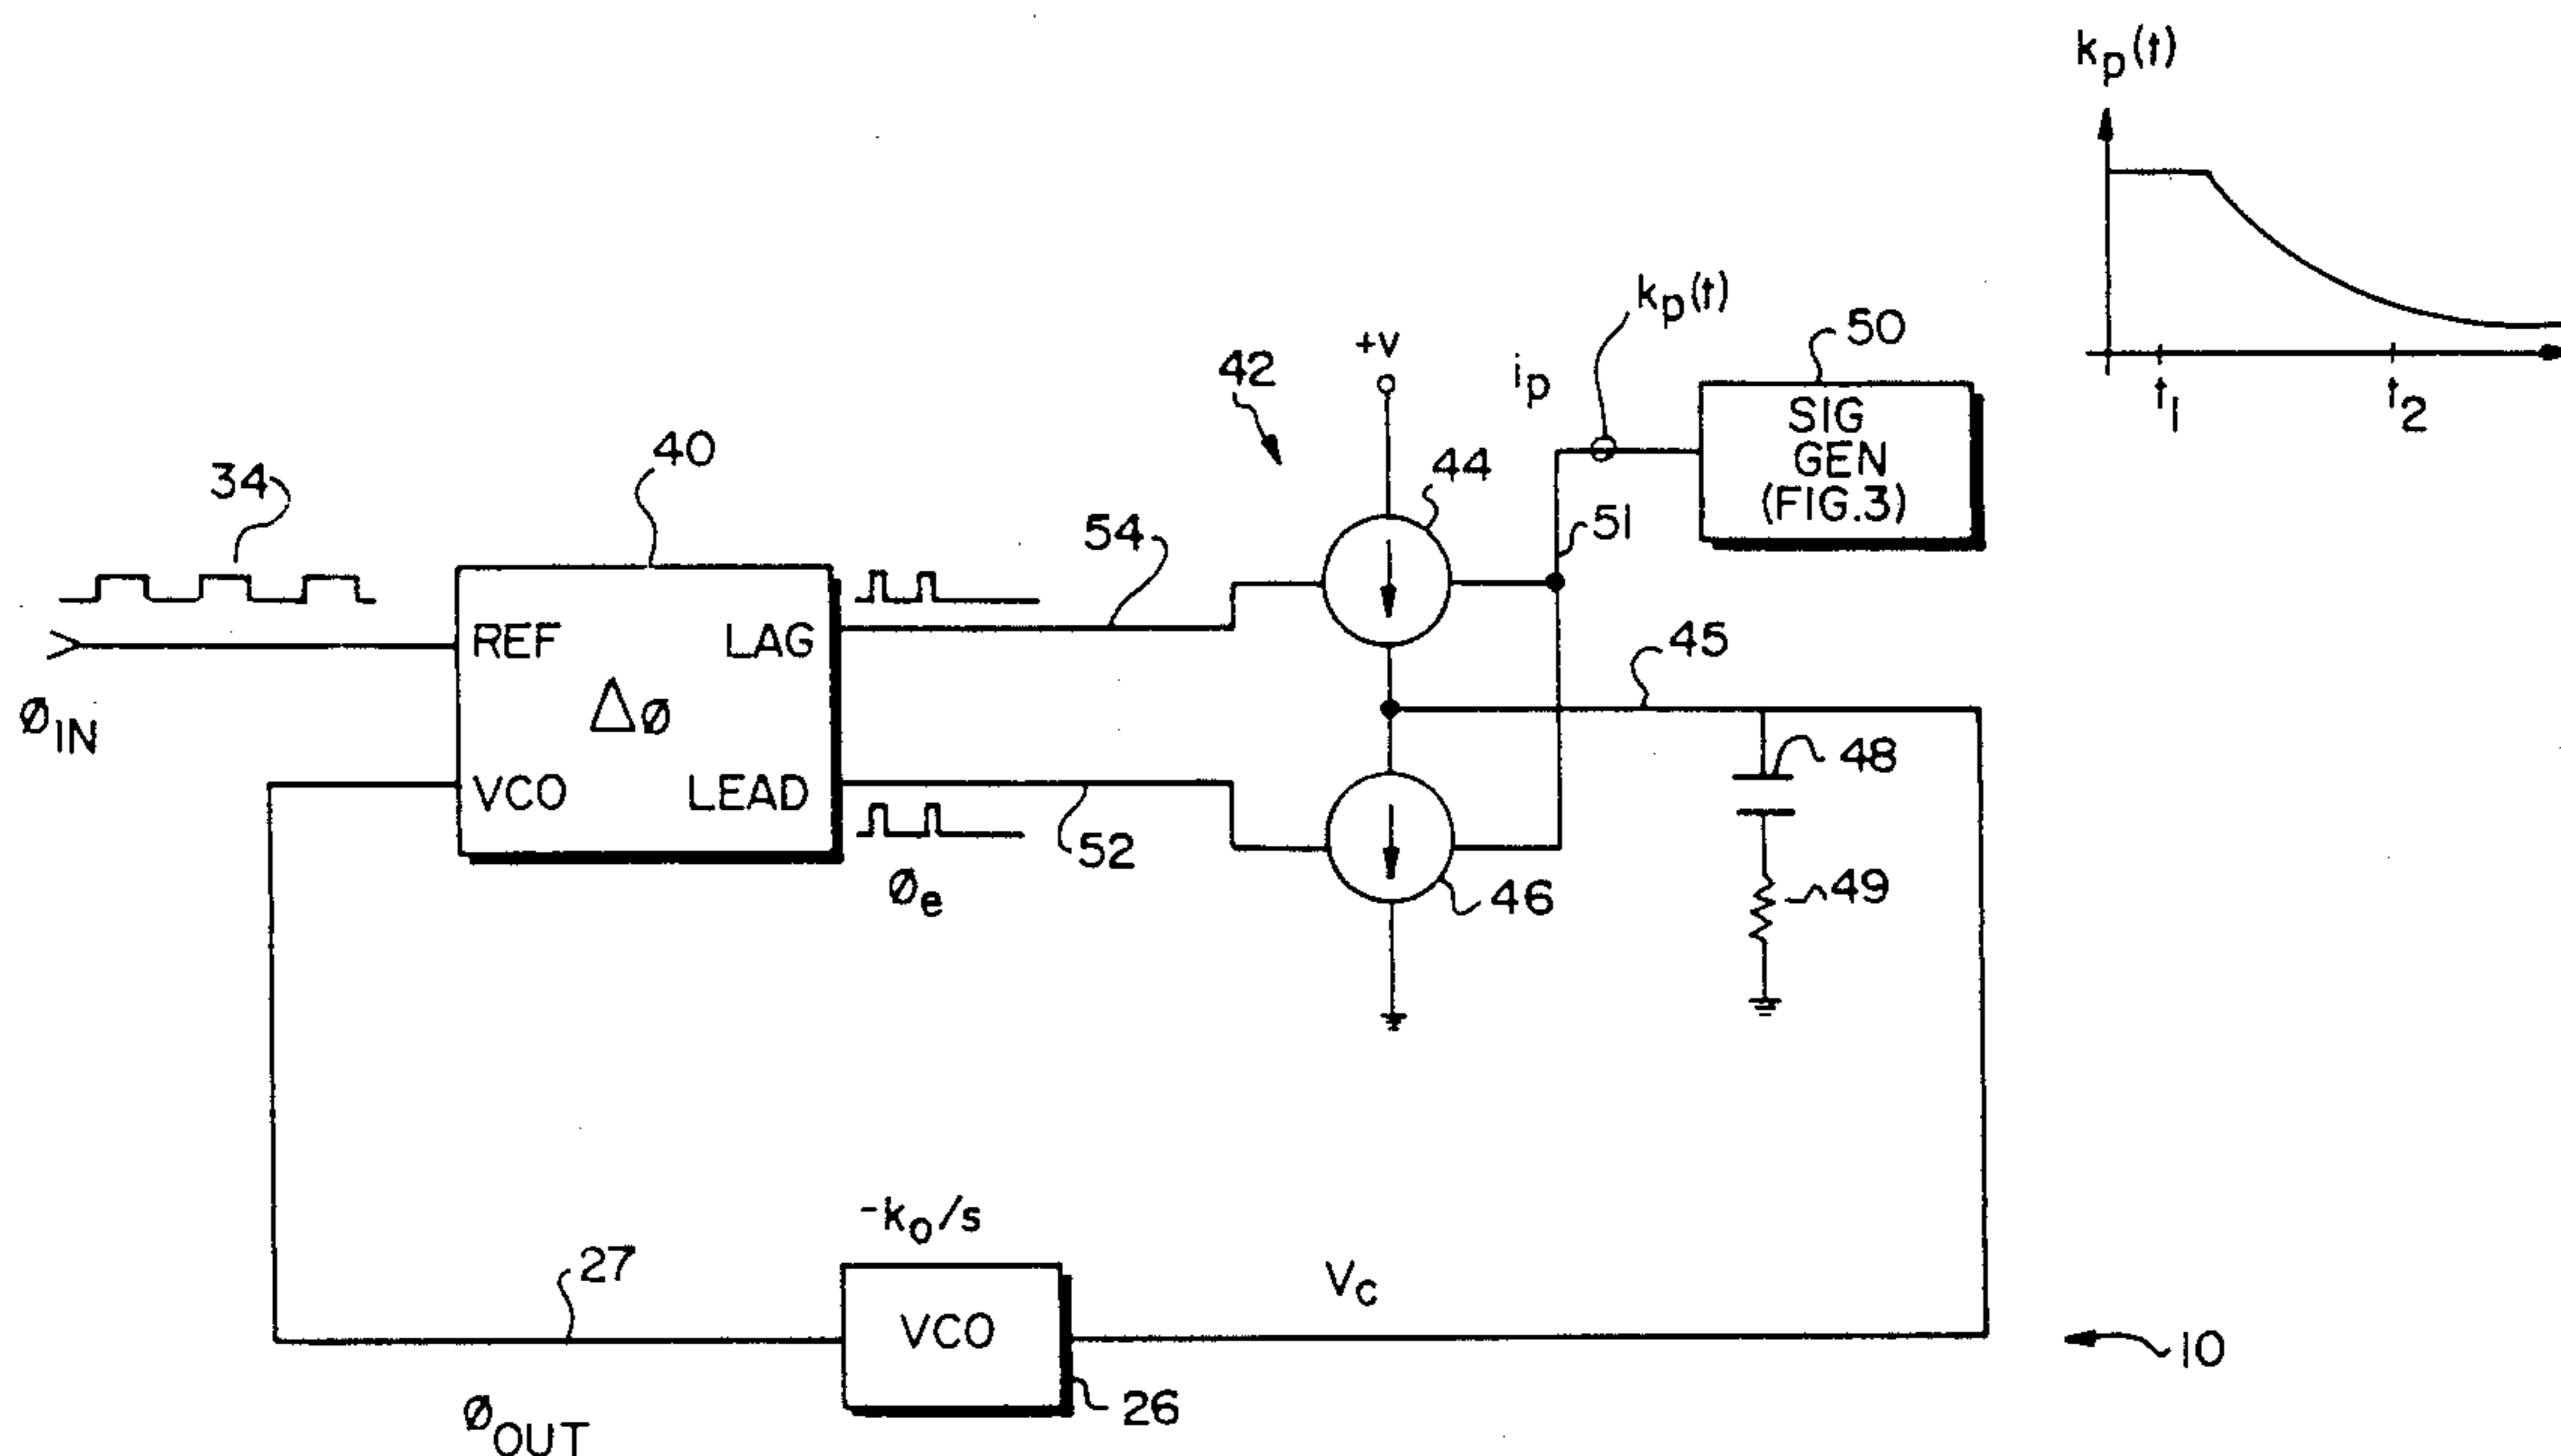 kp(t)
t1
t2
kp(t)
50
SIG
GEN
(FIG.3)
+v
ip
42
44
51
34
40
54
45
REF
LAG
ΔØ
ØIN
VCO
LEAD
48
52
Øe
46
49
-ko/s
27
VCO
Vc
10
26
ØOUT